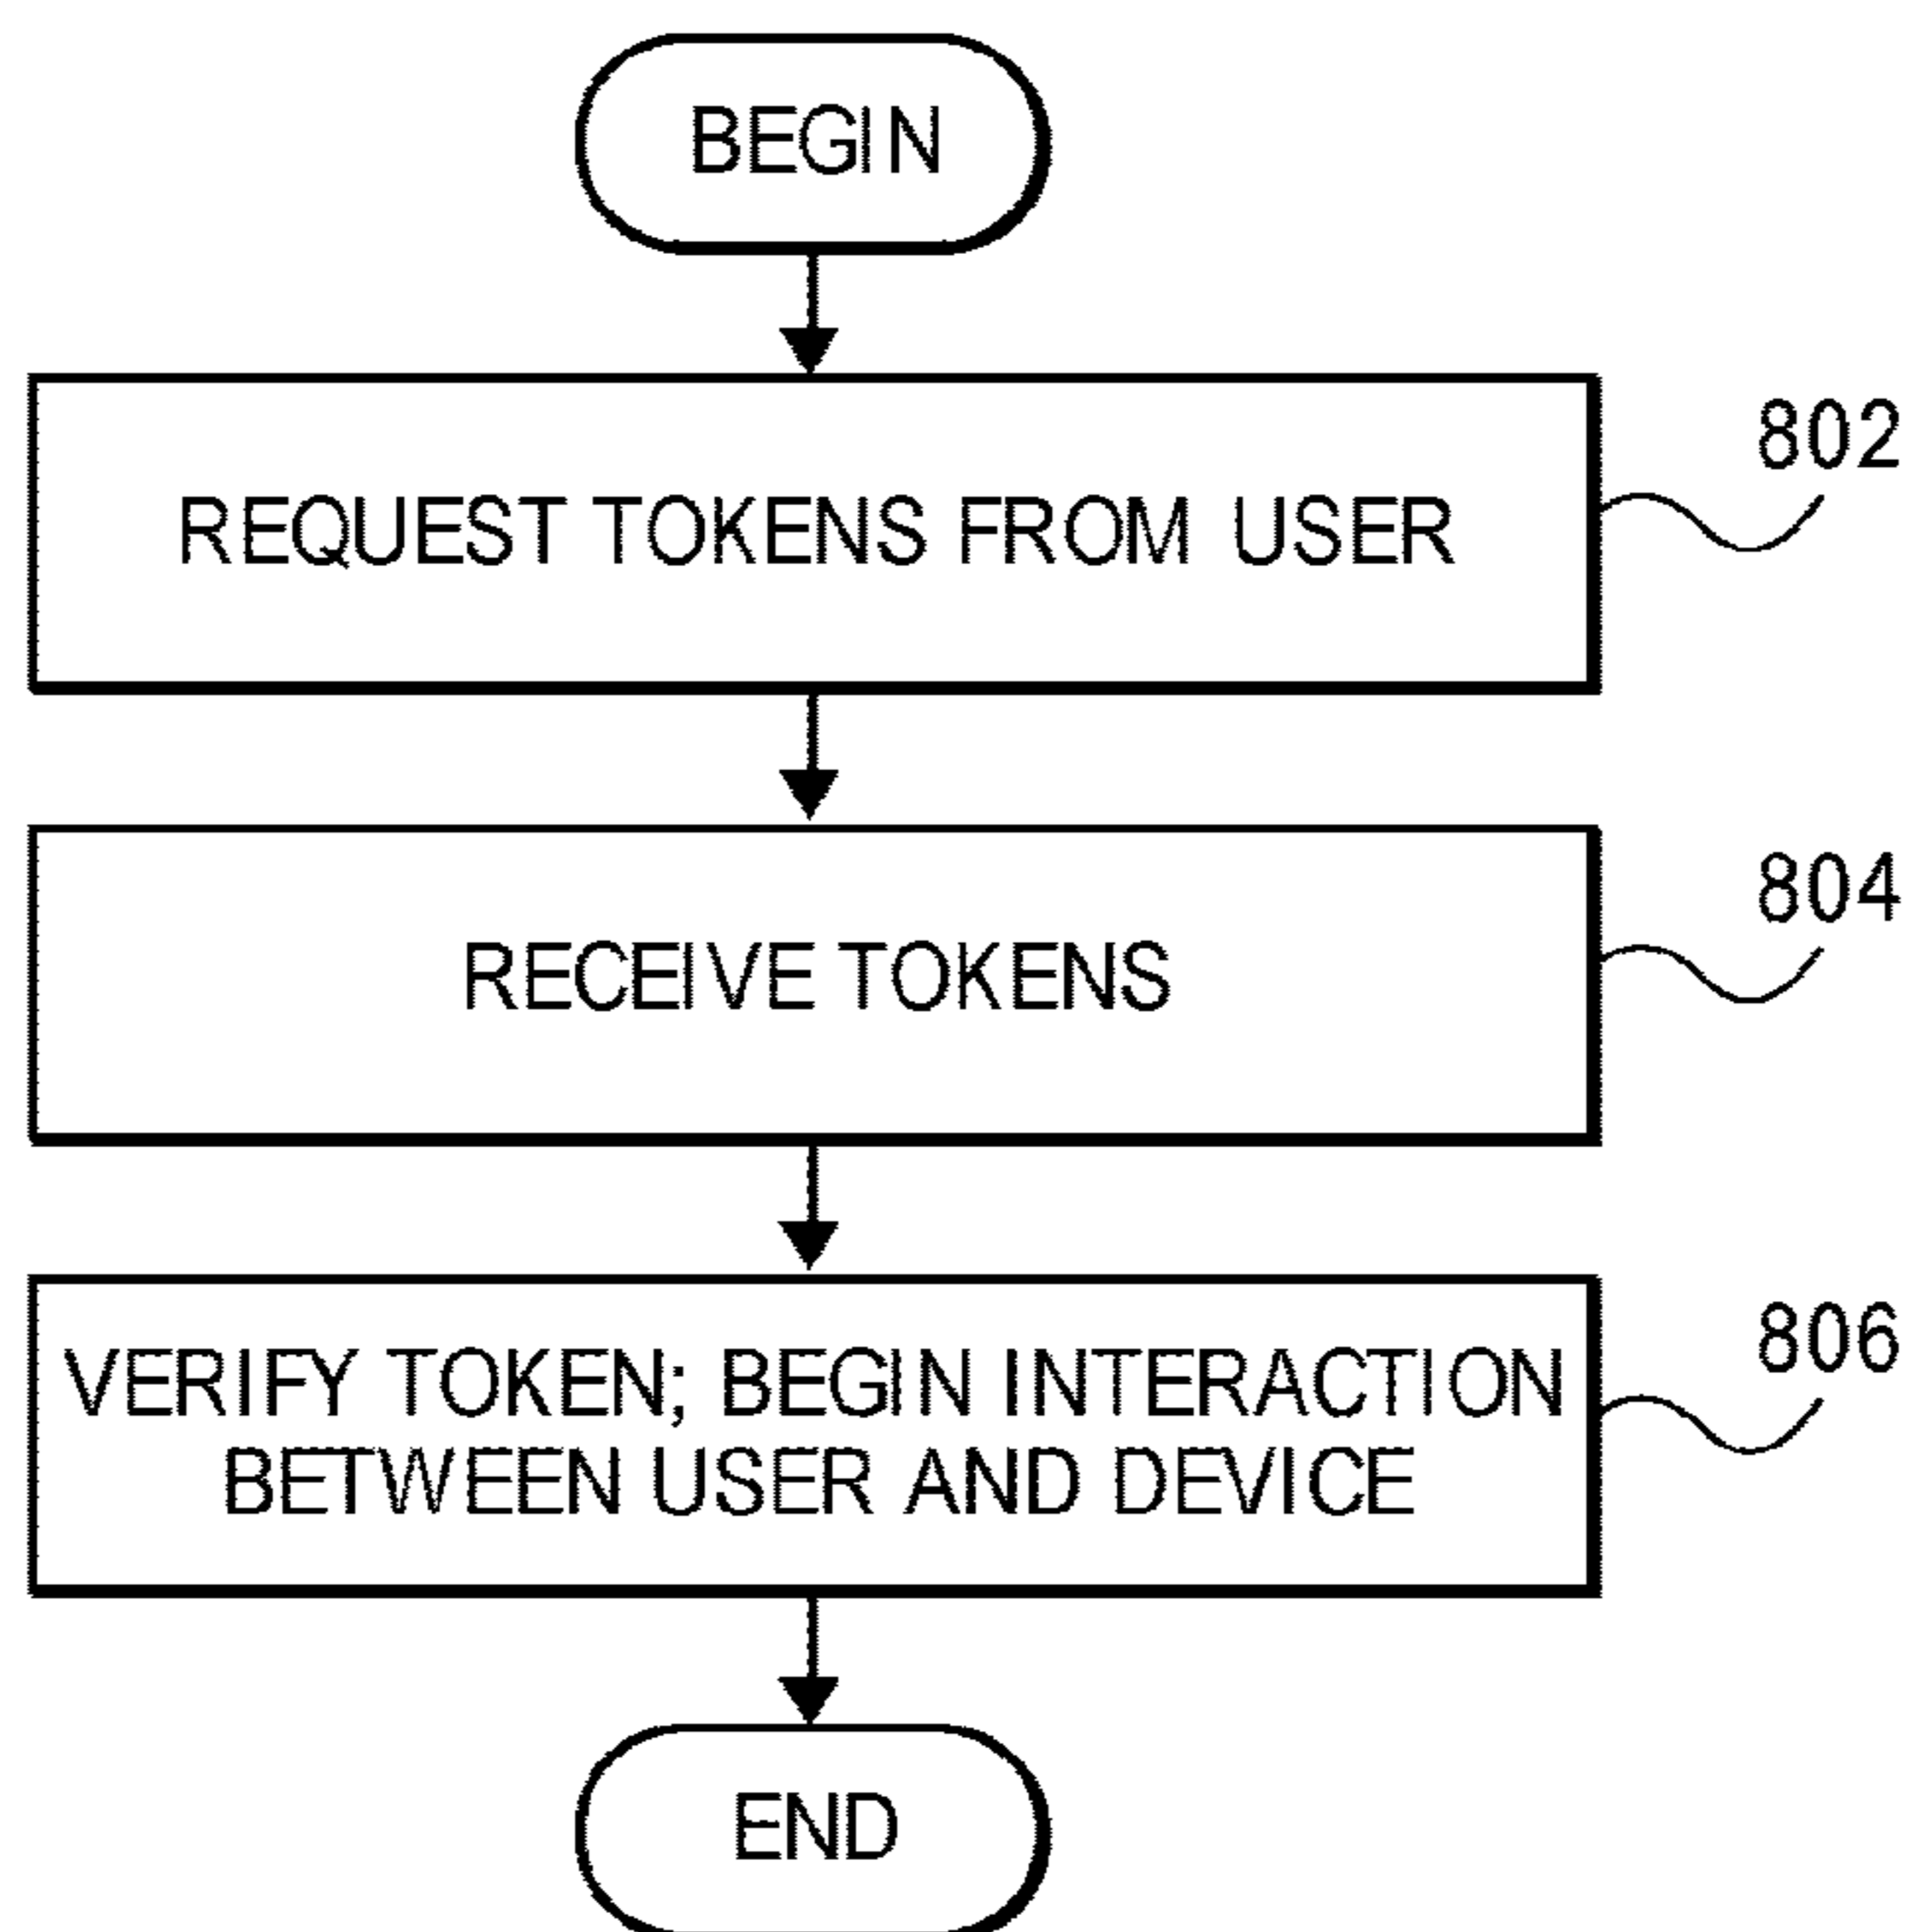 BEGIN
802
REQUEST TOKENS FROM USER
804
RECEIVE TOKENS
806
VERIFY TOKEN; BEGIN INTERACTION
BETWEEN USER AND DEVICE
END